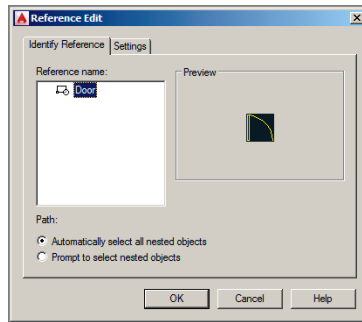 Reference Edit
Identify Reference Settings
Reference name:
Preview
Door
Path:
Automatically select all nested objects
Prompt to select nested objects
OK Cancel Help